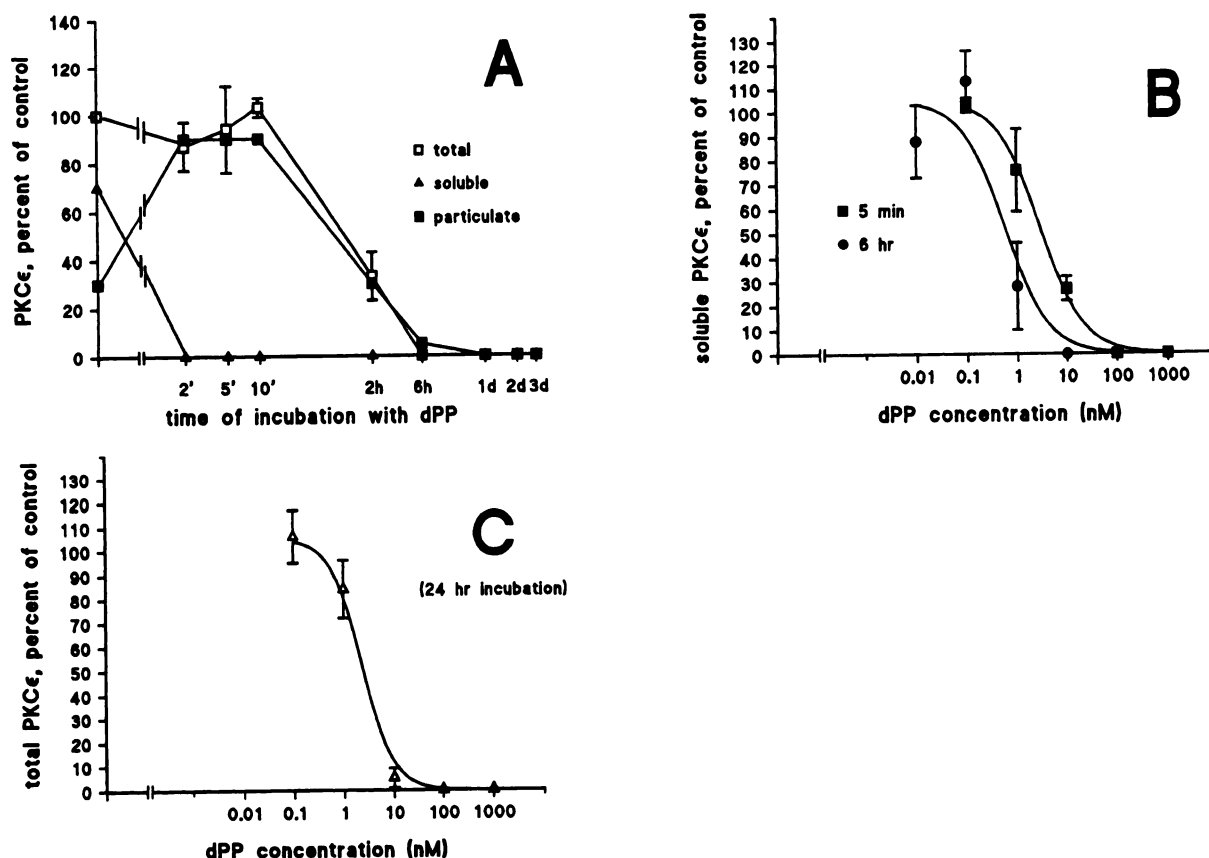 A
PKCε, percent of control
140
120
100
80
60
40
20
0
total
soluble
particulate
2' 5' 10' 2h 6h 1d 2d 3d
time of incubation with dPP
B
soluble PKCε, percent of control
130
120
110
100
90
80
70
60
50
40
30
20
10
0
5 min
6 hr
0.01 0.1 1 10 100 1000
dPP concentration (nM)
C
(24 hr incubation)
total PKCε, percent of control
130
120
110
100
90
80
70
60
50
40
30
20
10
0
0.01 0.1 1 10 100 1000
dPP concentration (nM)